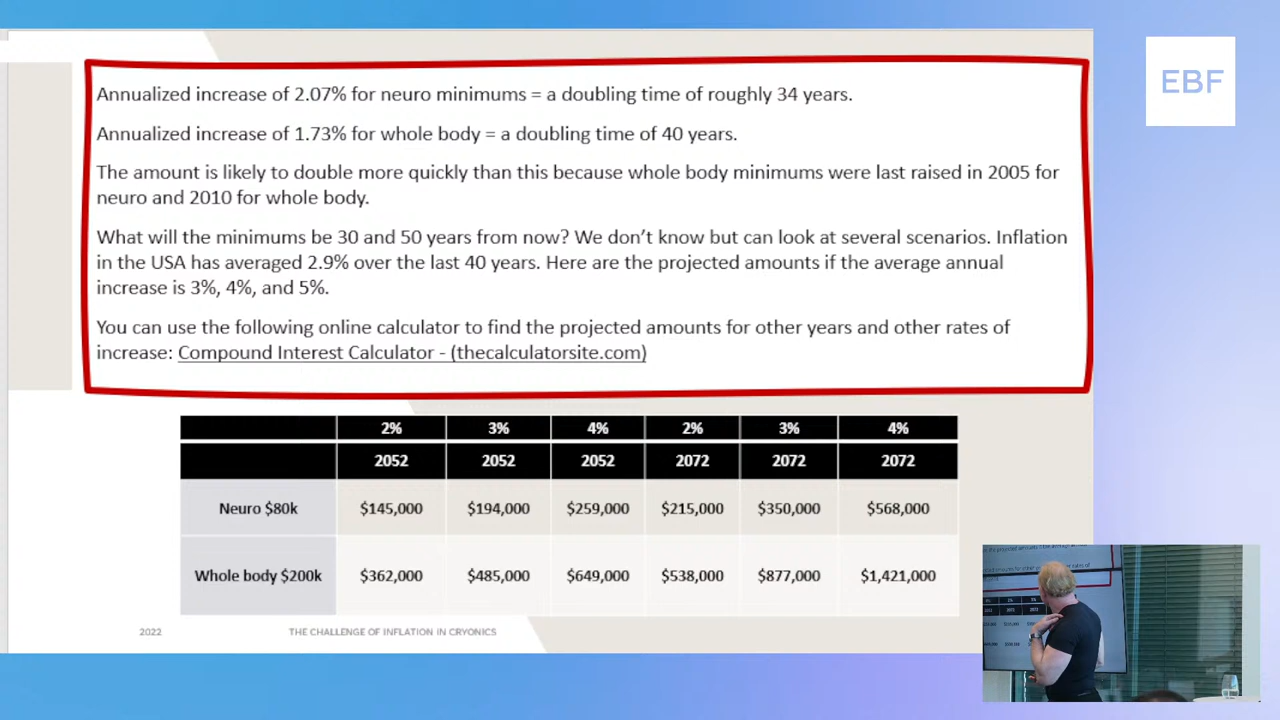 EBF
Annualized increase of 2.07% for neuro minimums = a doubling time of roughly 34 years.
Annualized increase of 1.73% for whole body = a doubling time of 40 years.
The amount is likely to double more quickly than this because whole body minimums were last raised in 2005 for
neuro and 2010 for whole body.
What will the minimums be 30 and 50 years from now? We don't know but can look at several scenarios. Inflation
in the USA has averaged 2.9% over the last 40 years. Here are the projected amounts if the average annual
increase is 3%, 4%, and 5%.
You can use the following online calculator to find the projected amounts for other years and other rates of
increase: Compound Interest Calculator - (thecalculatorsite.com)
2% 3% 4% 2% 3% 4%
2052 2052 2052 2072 2072 2072
Neuro $80k $145,000 $194,000 $259,000 $215,000 $350,000 $568,000
Whole body $200k $362,000 $485,000 $649,000 $538,000 $877,000 $1,421,000
2022 THE CHALLENGE OF INFLATION IN CRYONICS